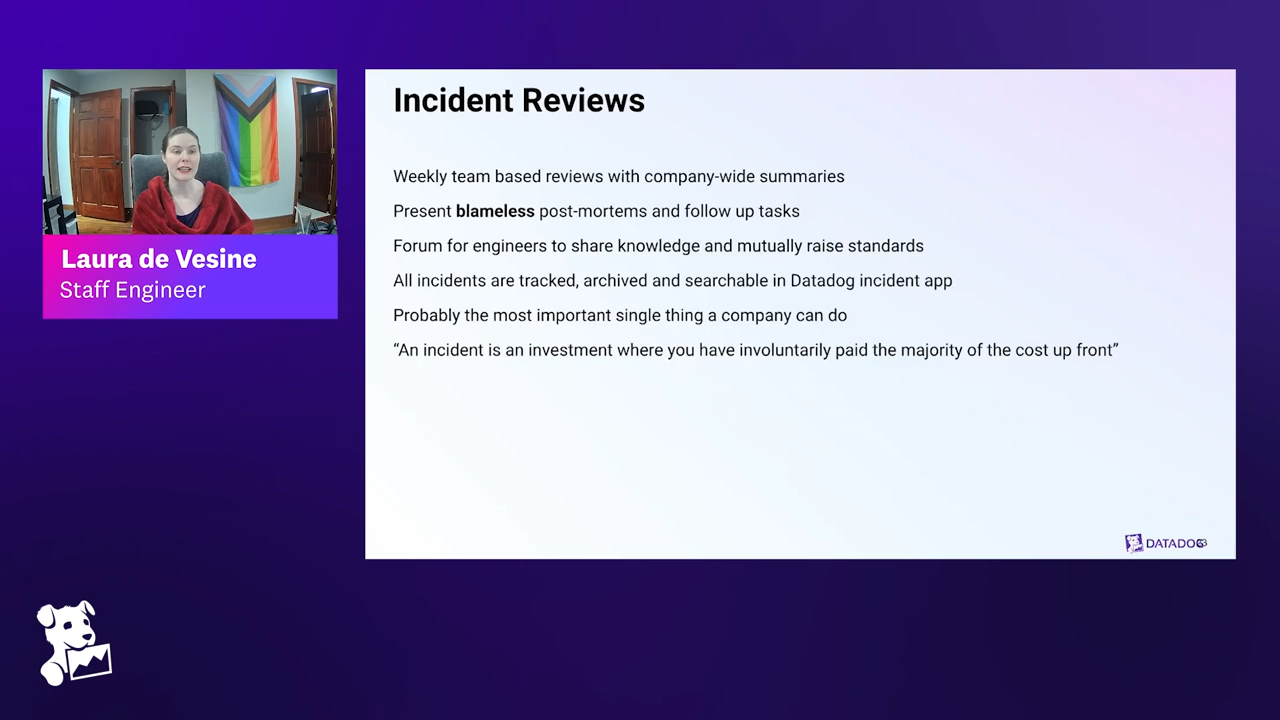 Laura de Vesine
Staff Engineer
Incident Reviews
Weekly team based reviews with company-wide summaries
Present blameless post-mortems and follow up tasks
Forum for engineers to share knowledge and mutually raise standards
All incidents are tracked, archived and searchable in Datadog incident app
Probably the most important single thing a company can do
“An incident is an investment where you have involuntarily paid the majority of the cost up front”
DATADOG